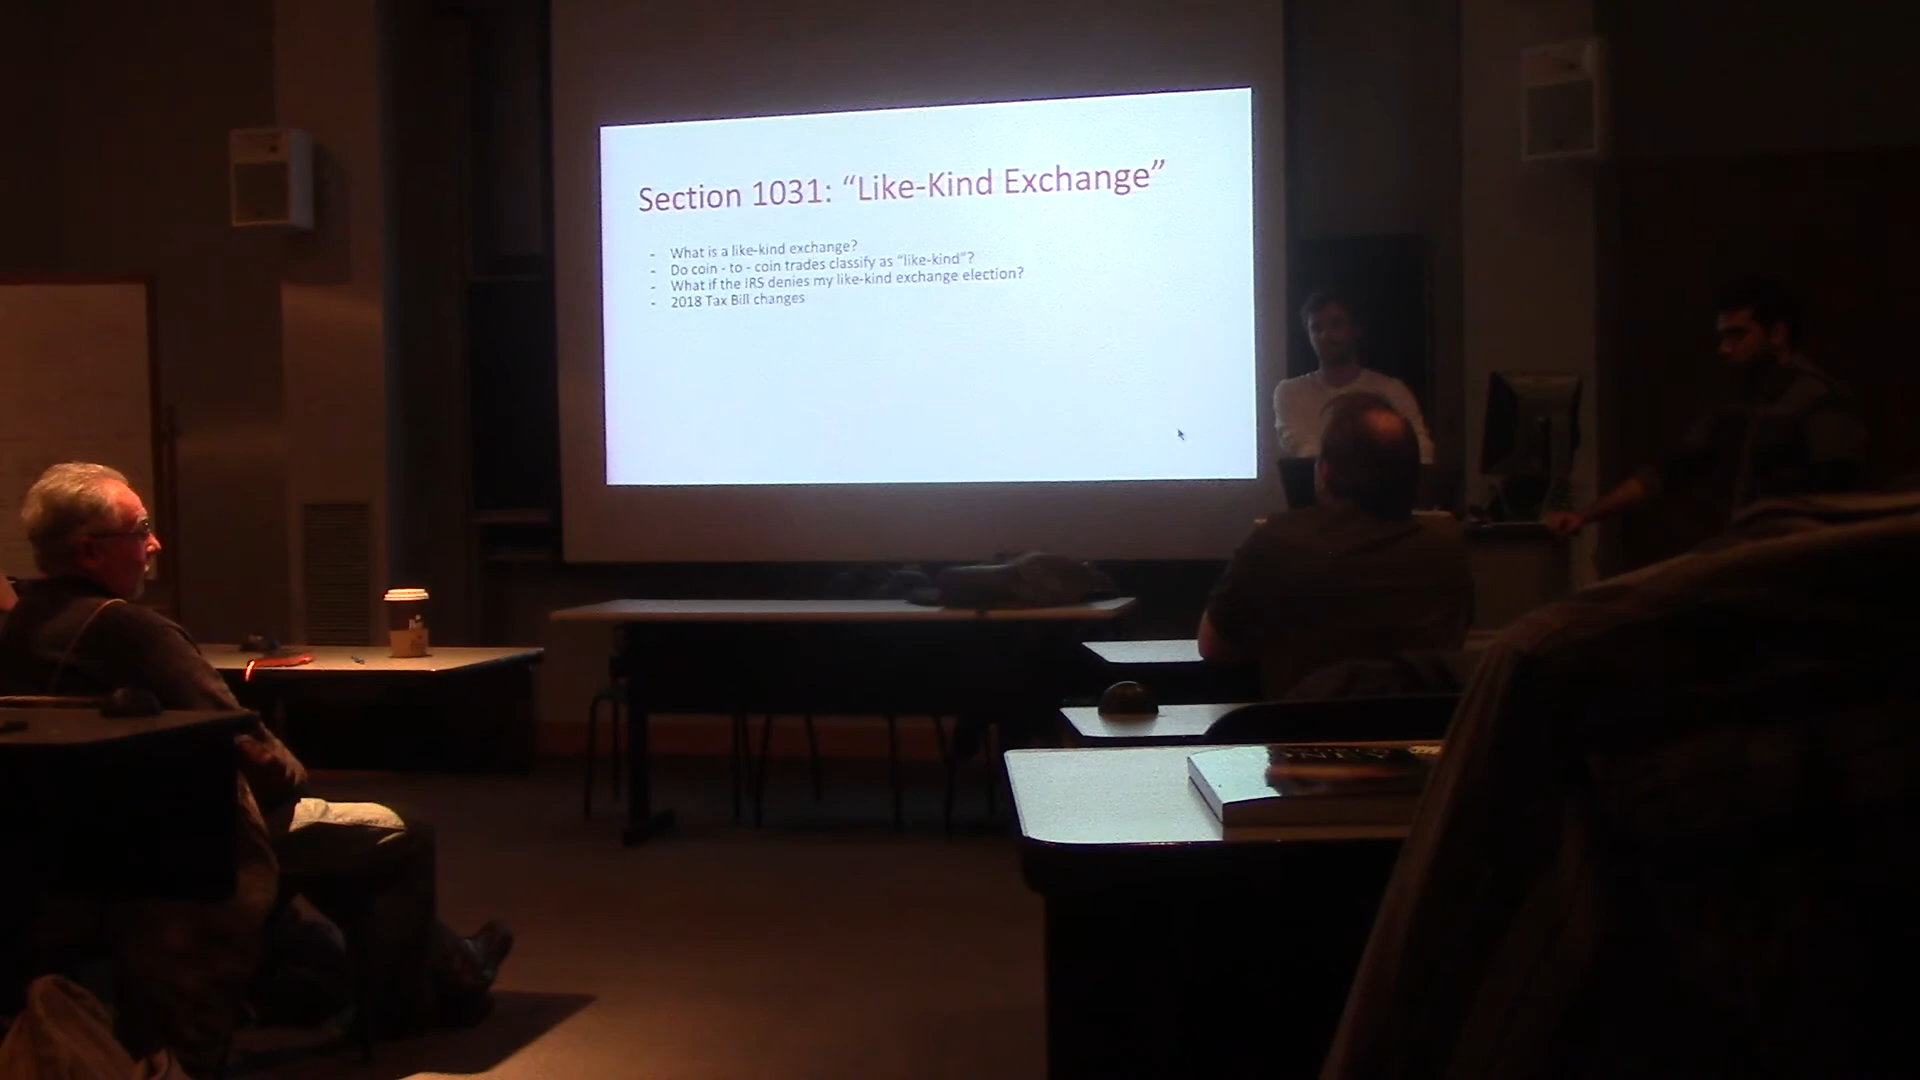 Section 1031: “Like-Kind Exchange”
- What is a like-kind exchange?
- Do coin - to - coin trades classify as “like-kind”?
- What if the IRS denies my like-kind exchange election?
- 2018 Tax Bill changes